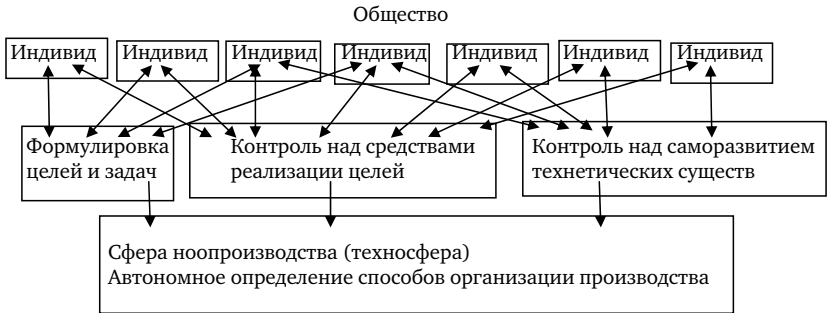 Общество
Индивид Индивид Индивид Индивид Индивид Индивид Индивид
Формулировка
целей и задач
Контроль над средствами
реализации целей
Контроль над саморазвитием
технетических существ
Сфера ноопроизводства (техносфера)
Автономное определение способов организации производства